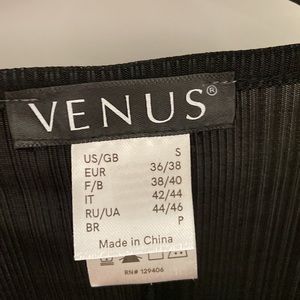 VENUS®
US/GB S
EUR 36/38
F/B 38/40
IT 42/44
RU/UA 44/46
BR P
Made in China
RN# 129406